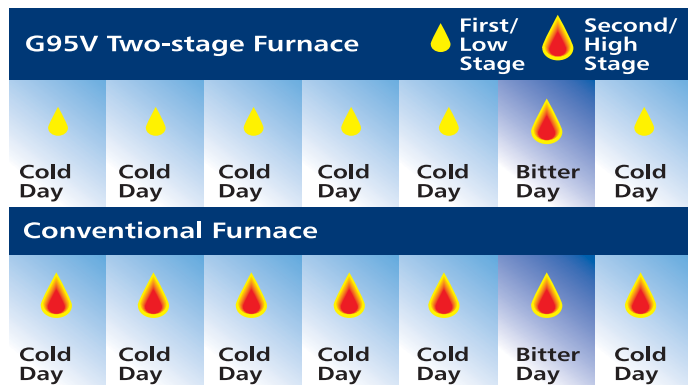 G95V Two-stage Furnace
First/
Low
Stage
Second/
High
Stage
Cold
Day
Cold
Day
Cold
Day
Cold
Day
Cold
Day
Bitter
Day
Cold
Day
Conventional Furnace
Cold
Day
Cold
Day
Cold
Day
Cold
Day
Cold
Day
Bitter
Day
Cold
Day